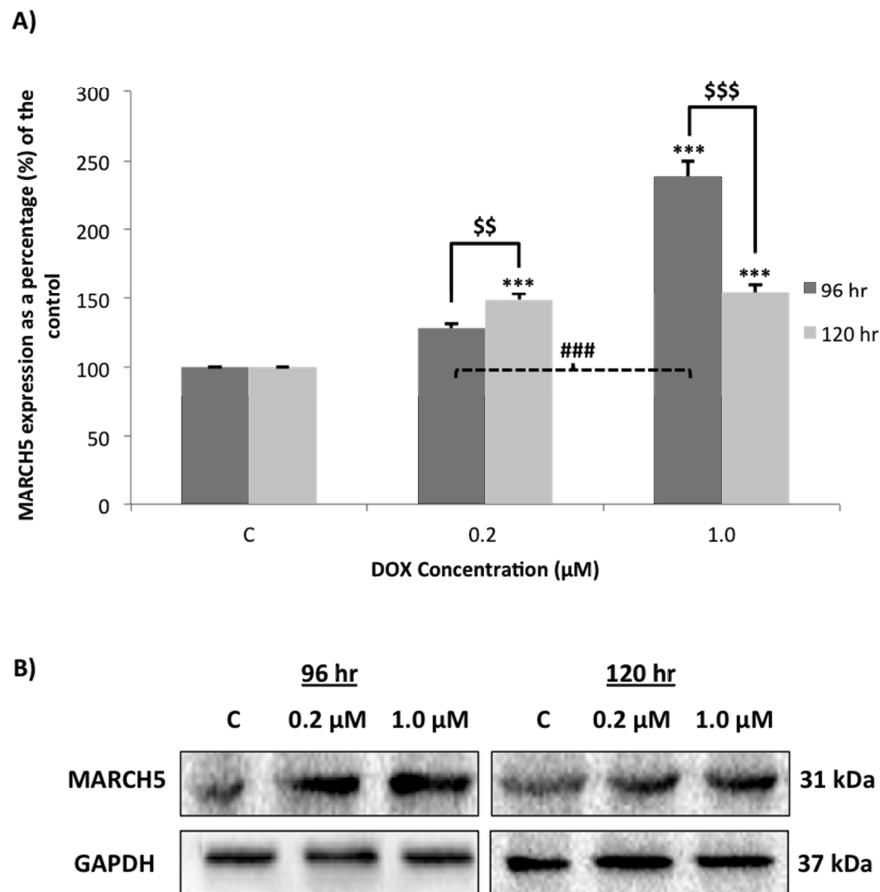 A)
MARCH5 expression as a percentage (%) of the
control
300
250
200
150
100
50
0
$$
***
###
$$$
***
***
96 hr
120 hr
C
0.2
1.0
DOX Concentration (μM)
B)
96 hr
120 hr
C
0.2 μM
1.0 μM
C
0.2 μM
1.0 μM
MARCH5
31 kDa
GAPDH
37 kDa